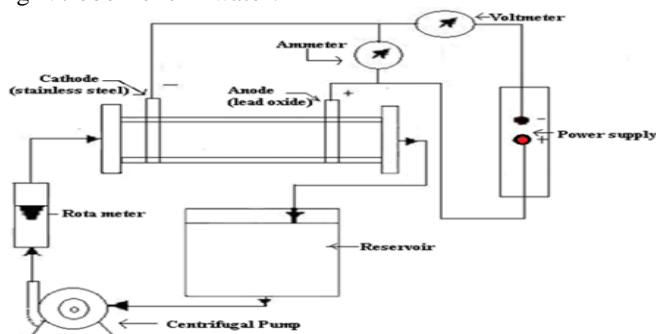 Voltmeter
Ammeter
Cathode
(stainless steel)
−
Anode
(lead oxide)
+
−
+
Power supply
Rota meter
Reservoir
Centrifugal Pump